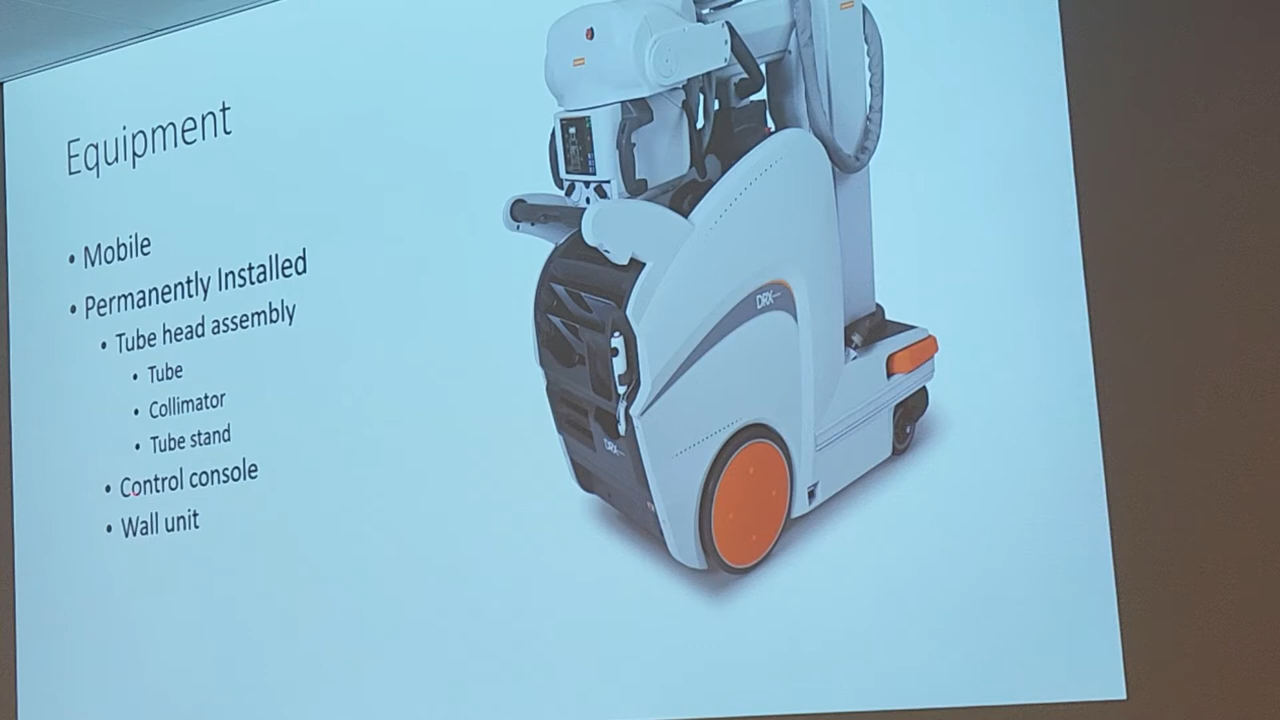 Equipment
• Mobile
• Permanently Installed
• Tube head assembly
• Tube
• Collimator
• Tube stand
• Control console
• Wall unit
DRX
DRX